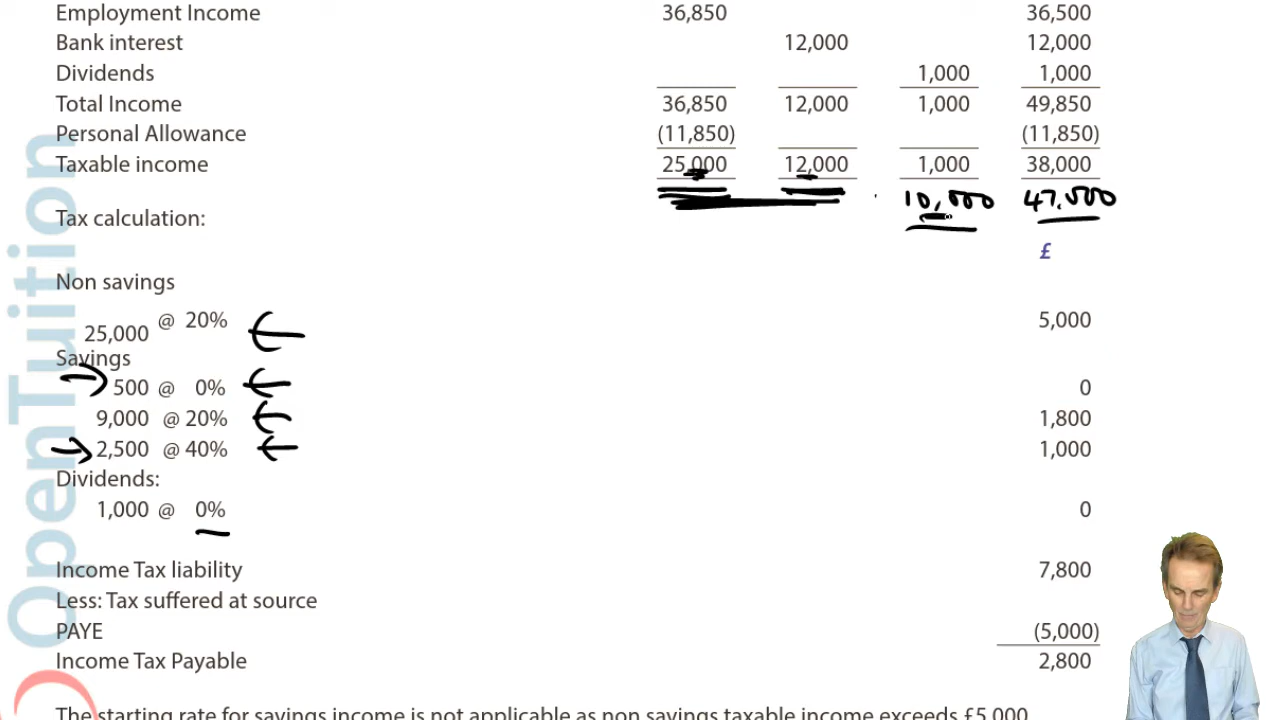 Employment Income 36,850 36,500
Bank interest 12,000 12,000
Dividends 1,000 1,000
Total Income 36,850 12,000 1,000 49,850
Personal Allowance (11,850) (11,850)
Taxable income 25,000 12,000 1,000 38,000
10,000 47,000
Tax calculation:
£
Non savings
25,000 @ 20% 5,000
Savings
500 @ 0% 0
9,000 @ 20% 1,800
2,500 @ 40% 1,000
Dividends:
1,000 @ 0% 0
Income Tax liability 7,800
Less: Tax suffered at source
PAYE (5,000)
Income Tax Payable 2,800
The starting rate for savings income is not applicable as non savings taxable income exceeds £5,000
OpenTuition